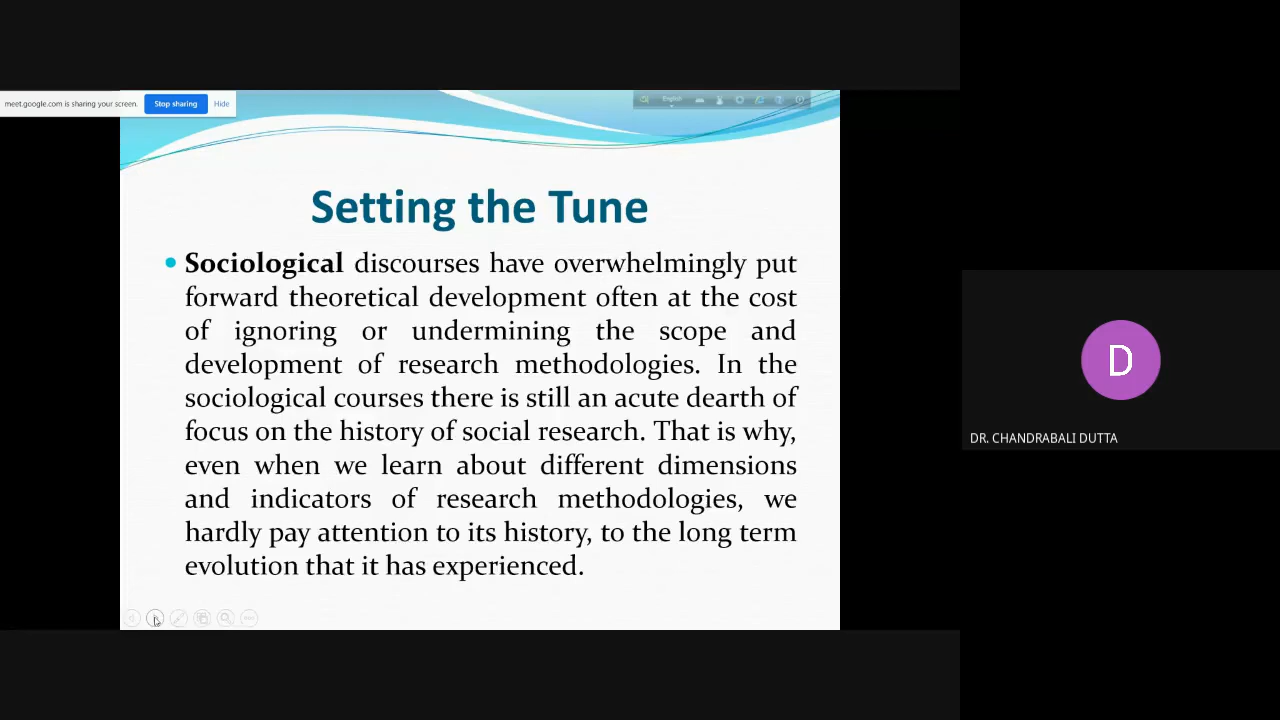 meet.google.com is sharing your screen.
Stop sharing
Hide
English
Setting the Tune
• Sociological discourses have overwhelmingly put
forward theoretical development often at the cost
of ignoring or undermining the scope and
development of research methodologies. In the
sociological courses there is still an acute dearth of
focus on the history of social research. That is why,
even when we learn about different dimensions
and indicators of research methodologies, we
hardly pay attention to its history, to the long term
evolution that it has experienced.
D
DR. CHANDRABALI DUTTA